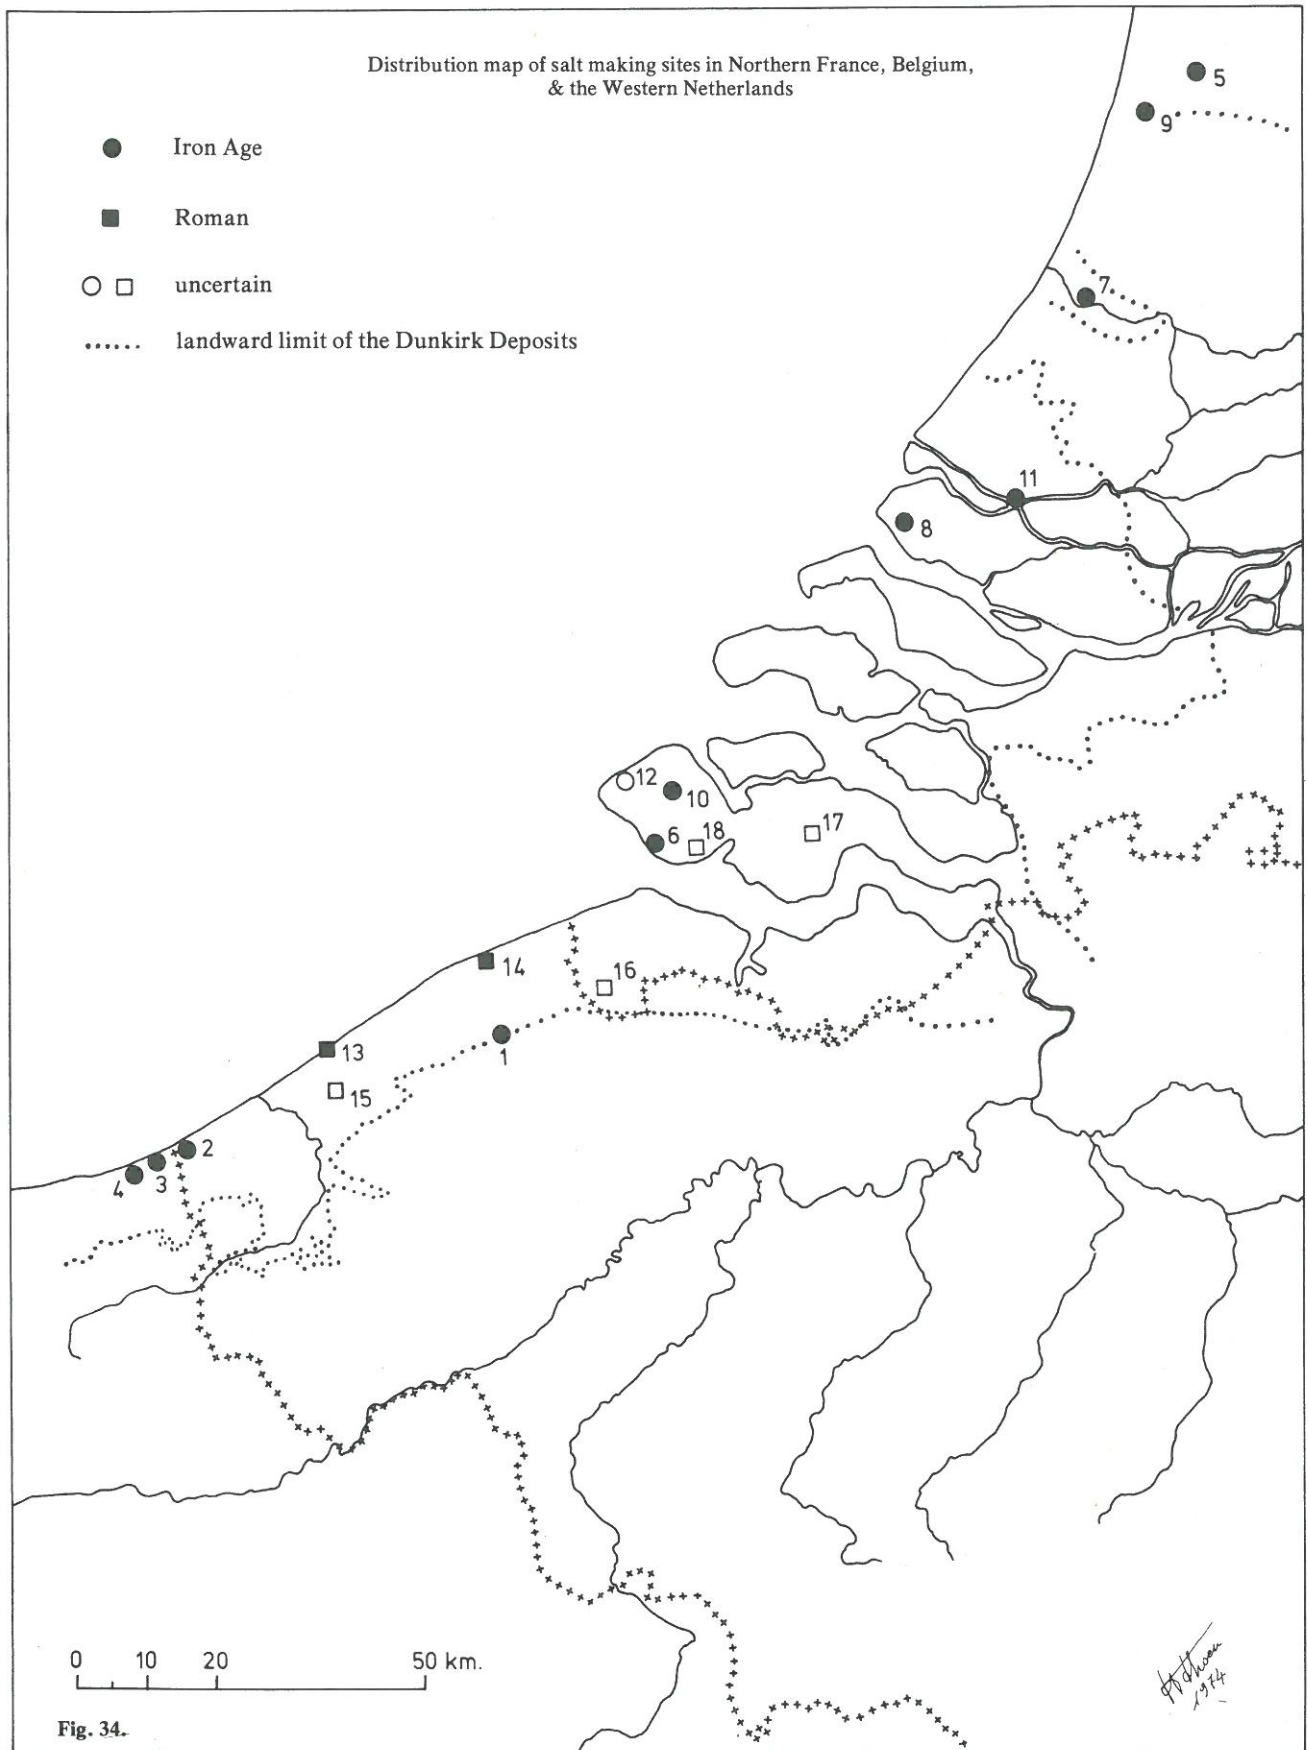 Distribution map of salt making sites in Northern France, Belgium,
& the Western Netherlands
Iron Age
Roman
uncertain
landward limit of the Dunkirk Deposits
5
9
7
11
8
12
10
6
18
17
14
16
1
13
15
2
3
4
0 10 20 50 km.
1974
Fig. 34.